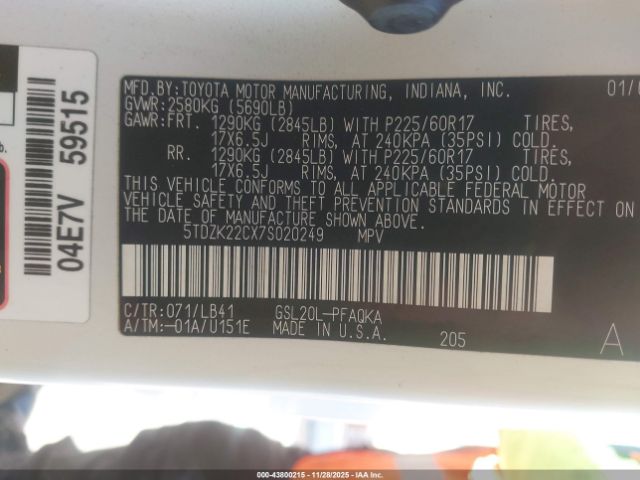 MFD.BY:TOYOTA MOTOR MANUFACTURING, INDIANA, INC. 01/
GVWR:2580KG (5690LB)
GAWR:FRT. 1290KG (2845LB) WITH P225/60R17 TIRES,
17X6.5J RIMS, AT 240KPA (35PSI) COLD.
RR. 1290KG (2845LB) WITH P225/60R17 TIRES,
17X6.5J RIMS, AT 240KPA (35PSI) COLD.
THIS VEHICLE CONFORMS TO ALL APPLICABLE FEDERAL MOTOR
VEHICLE SAFETY AND THEFT PREVENTION STANDARDS IN EFFECT ON
THE DATE OF MANUFACTURE SHOWN ABOVE.
5TDZK22CX7S020249 MPV
C/TR:071/LB41 GSL20L-PFAQKA
A/TM:-01A/U151E MADE IN U.S.A. 205 A
04E7V 59515
b.
000-43800215 - 11/28/2025 - IAAI.com